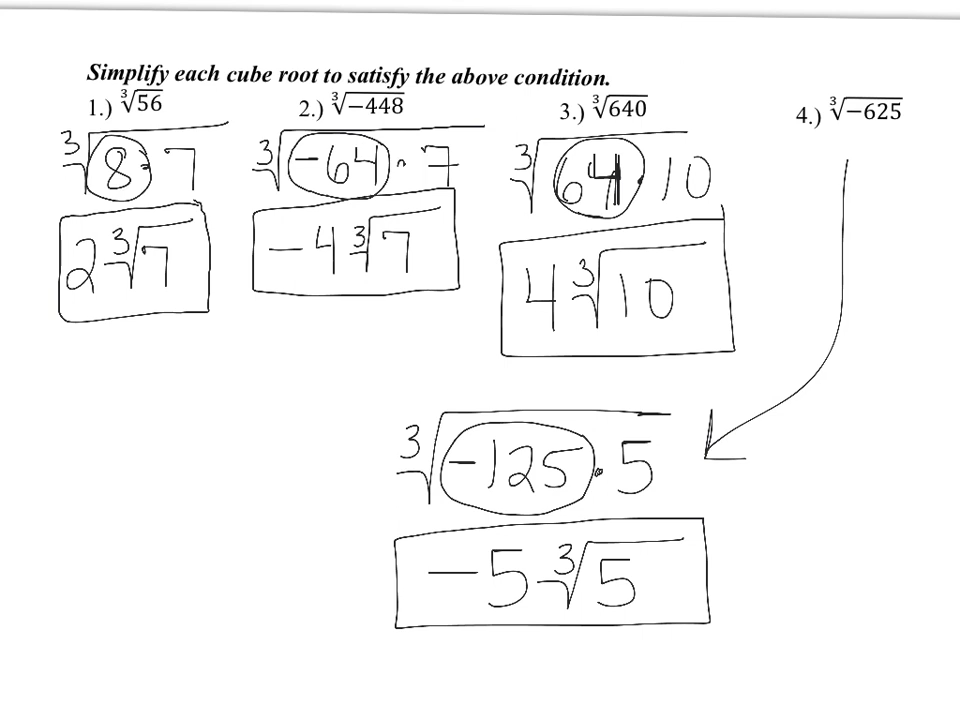 Simplify each cube root to satisfy the above condition.
1.) ∛56 2.) ∛-448 3.) ∛640 4.) ∛-625
∛8·7 ∛-64·7 ∛64·10
2∛7 -4∛7 4∛10
∛-125·5
-5∛5